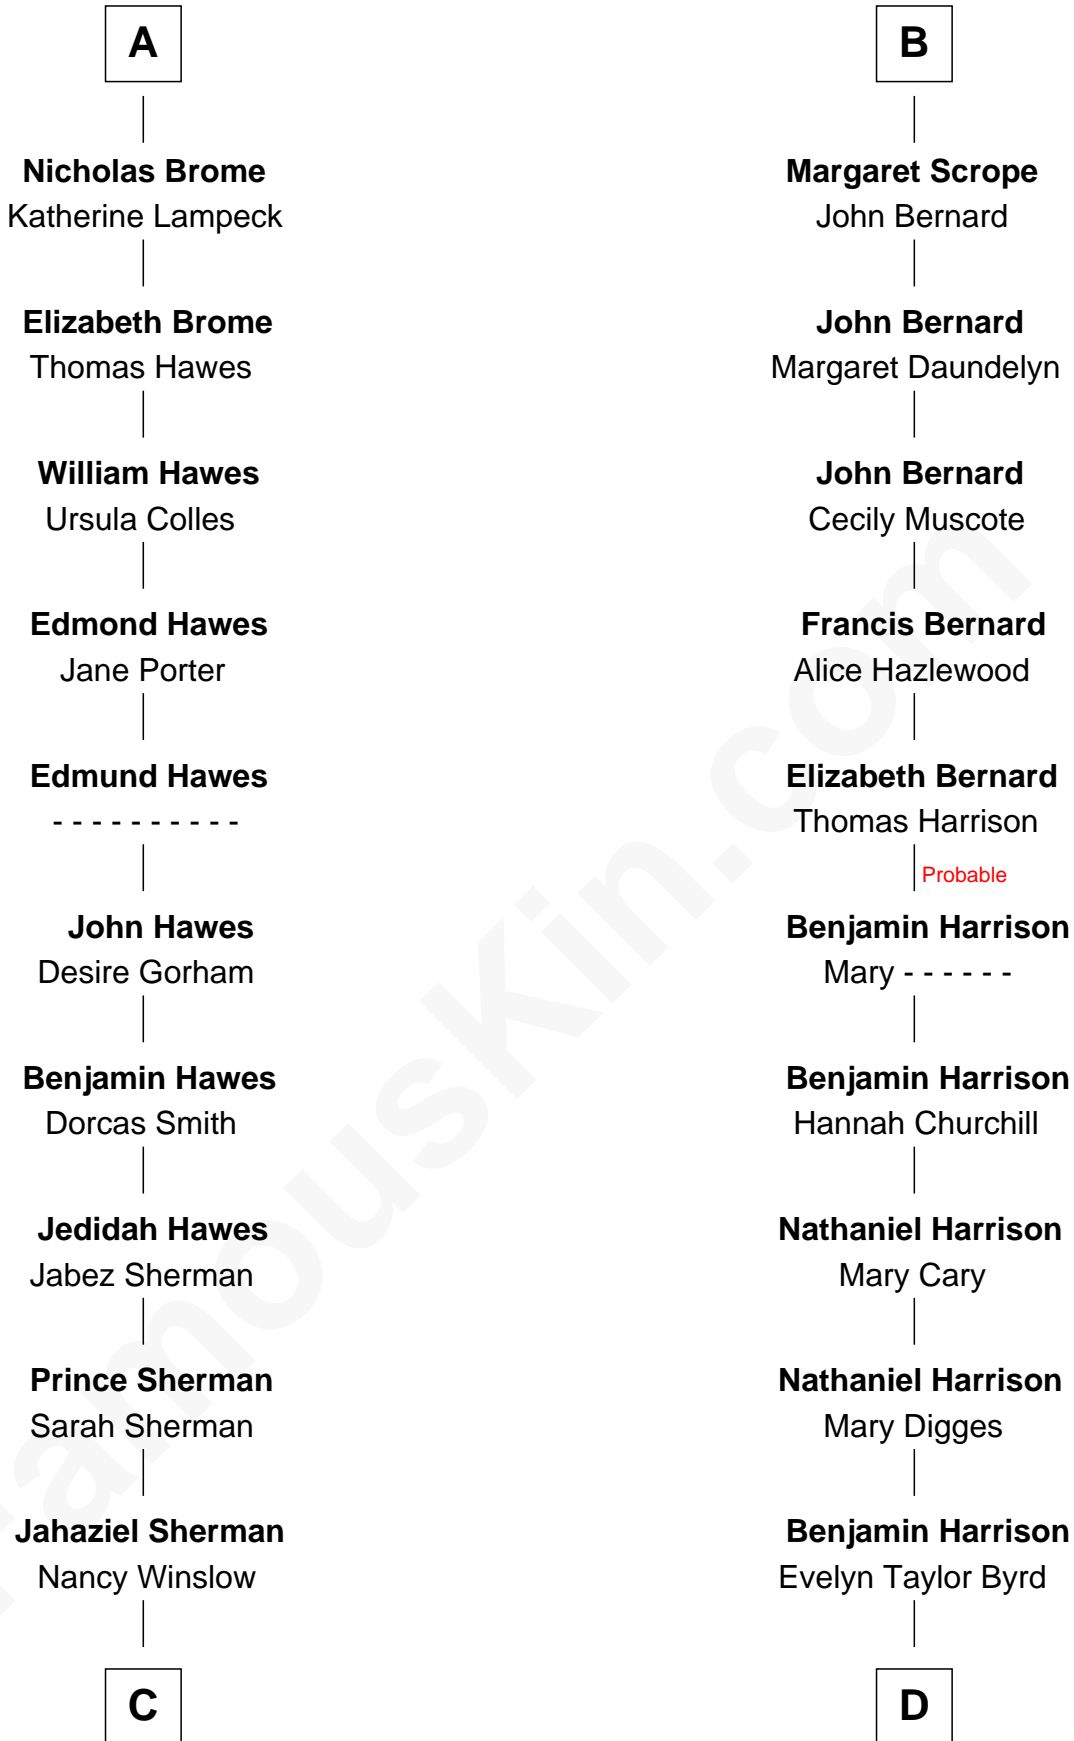 A
Nicholas Brome
Katherine Lampeck
Elizabeth Brome
Thomas Hawes
William Hawes
Ursula Colles
Edmond Hawes
Jane Porter
Edmund Hawes
- - - - - - - - - -
John Hawes
Desire Gorham
Benjamin Hawes
Dorcas Smith
Jedidah Hawes
Jabez Sherman
Prince Sherman
Sarah Sherman
Jahaziel Sherman
Nancy Winslow
C
B
Margaret Scrope
John Bernard
John Bernard
Margaret Daundelyn
John Bernard
Cecily Muscote
Francis Bernard
Alice Hazlewood
Elizabeth Bernard
Thomas Harrison
Probable
Benjamin Harrison
Mary - - - - - -
Benjamin Harrison
Hannah Churchill
Nathaniel Harrison
Mary Cary
Nathaniel Harrison
Mary Digges
Benjamin Harrison
Evelyn Taylor Byrd
D
FamousKin.com